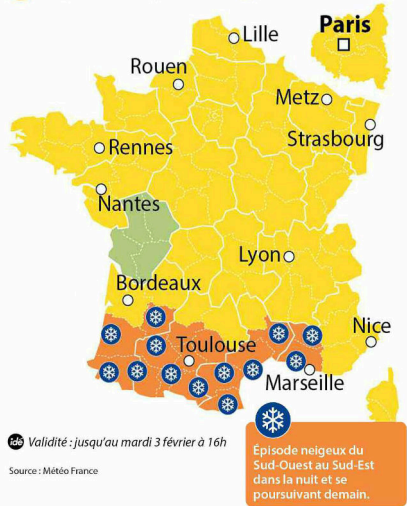 Paris
Lille
Rouen
Metz
Strasbourg
Rennes
Nantes
Lyon
Bordeaux
Nice
Toulouse
Marseille
idé Validité : jusqu'au mardi 3 février à 16h
Source : Météo France
Épisode neigeux du
Sud-Ouest au Sud-Est
dans la nuit et se
poursuivant demain.